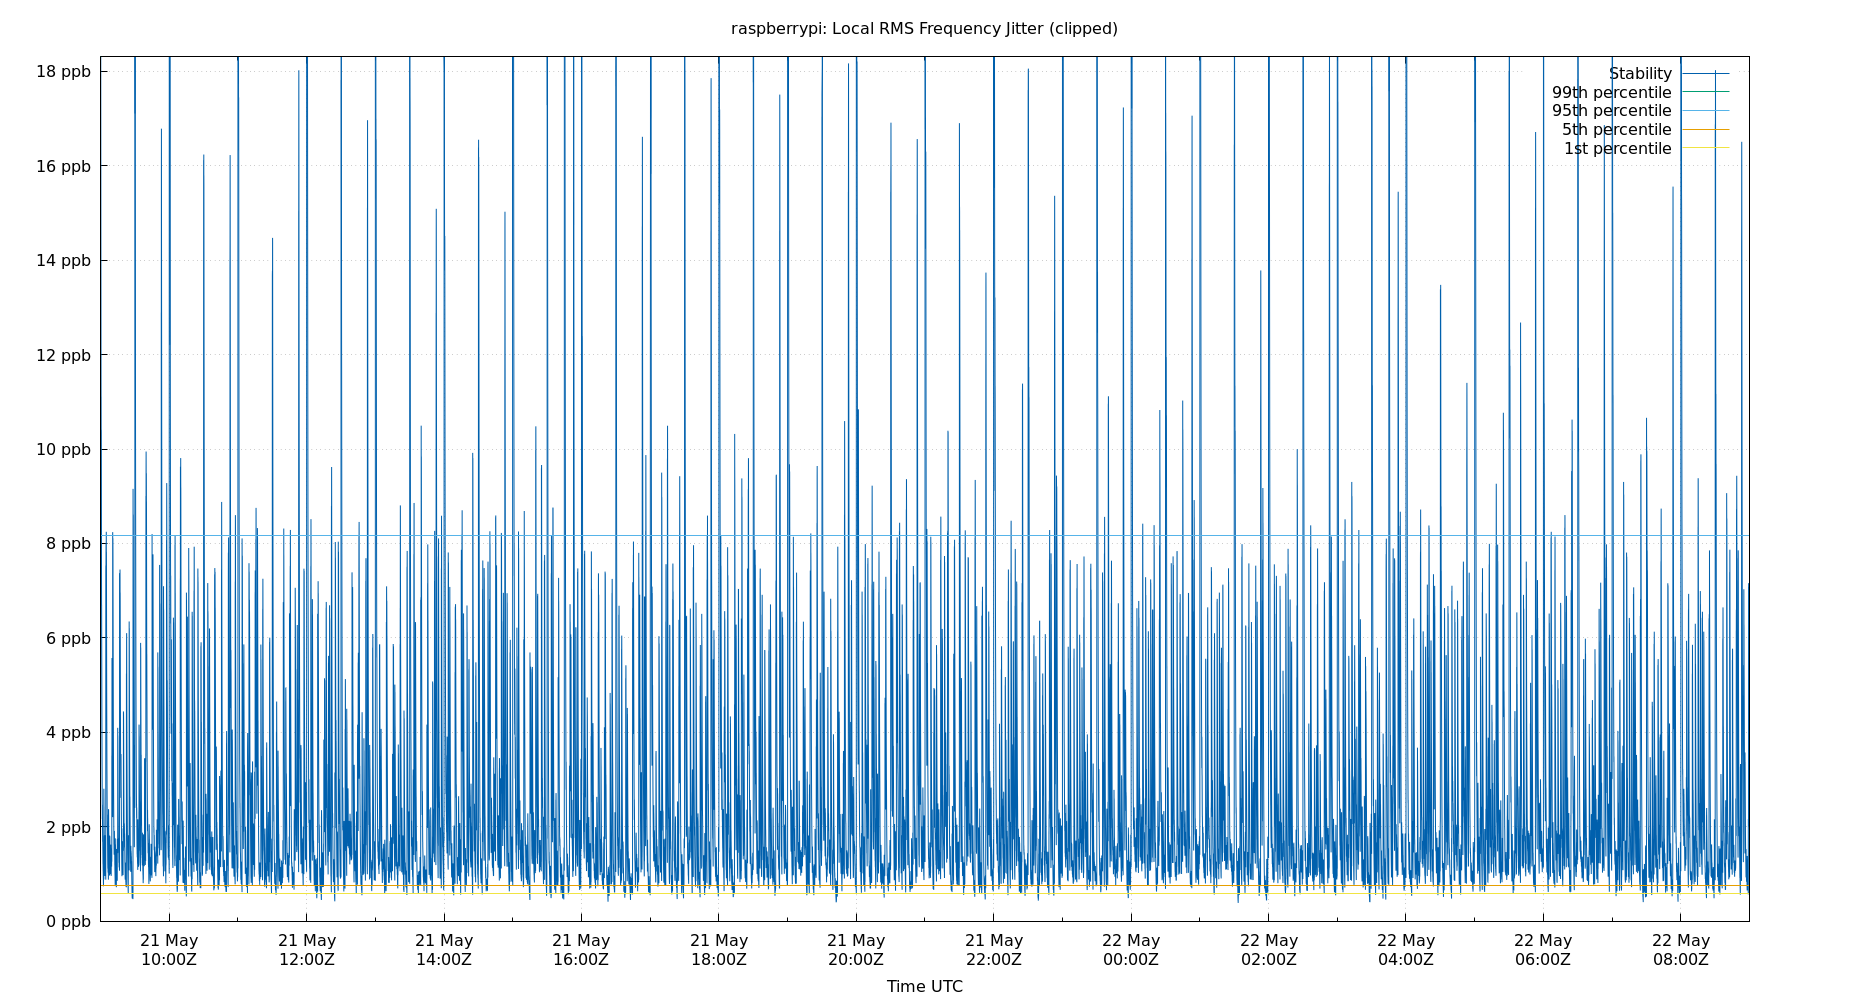 raspberrypi: Local RMS Frequency Jitter (clipped)
18 ppb
16 ppb
14 ppb
12 ppb
10 ppb
8 ppb
6 ppb
4 ppb
2 ppb
0 ppb
Stability
99th percentile
95th percentile
5th percentile
1st percentile
21 May 21 May 21 May 21 May 21 May 21 May 21 May 22 May 22 May 22 May 22 May 22 May
10:00Z 12:00Z 14:00Z 16:00Z 18:00Z 20:00Z 22:00Z 00:00Z 02:00Z 04:00Z 06:00Z 08:00Z
Time UTC